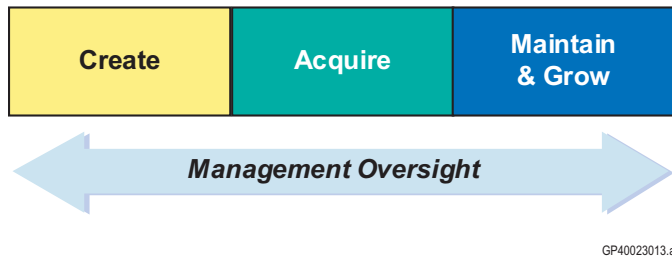 Create
Acquire
Maintain
& Grow
Management Oversight
GP40023013.a